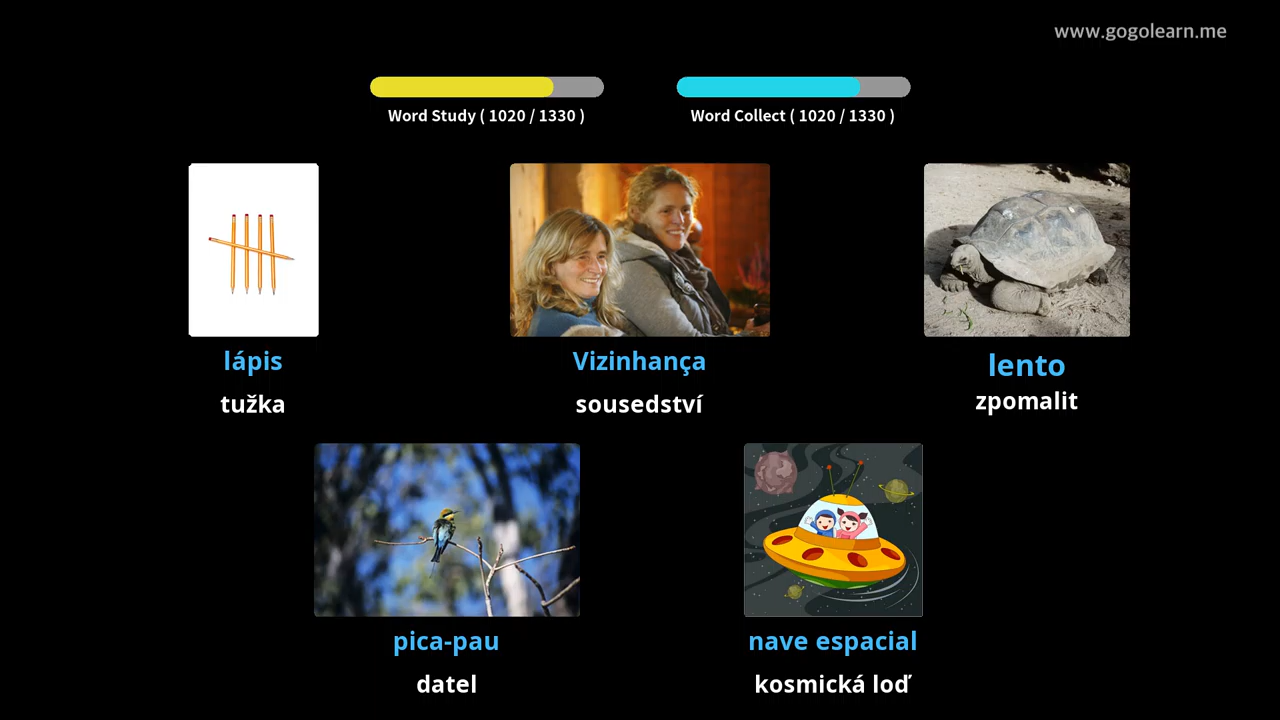 www.gogolearn.me
Word Study ( 1020 / 1330 )
Word Collect ( 1020 / 1330 )
lápis
tužka
Vizinhança
sousedství
lento
zpomalit
pica-pau
datel
nave espacial
kosmická loď